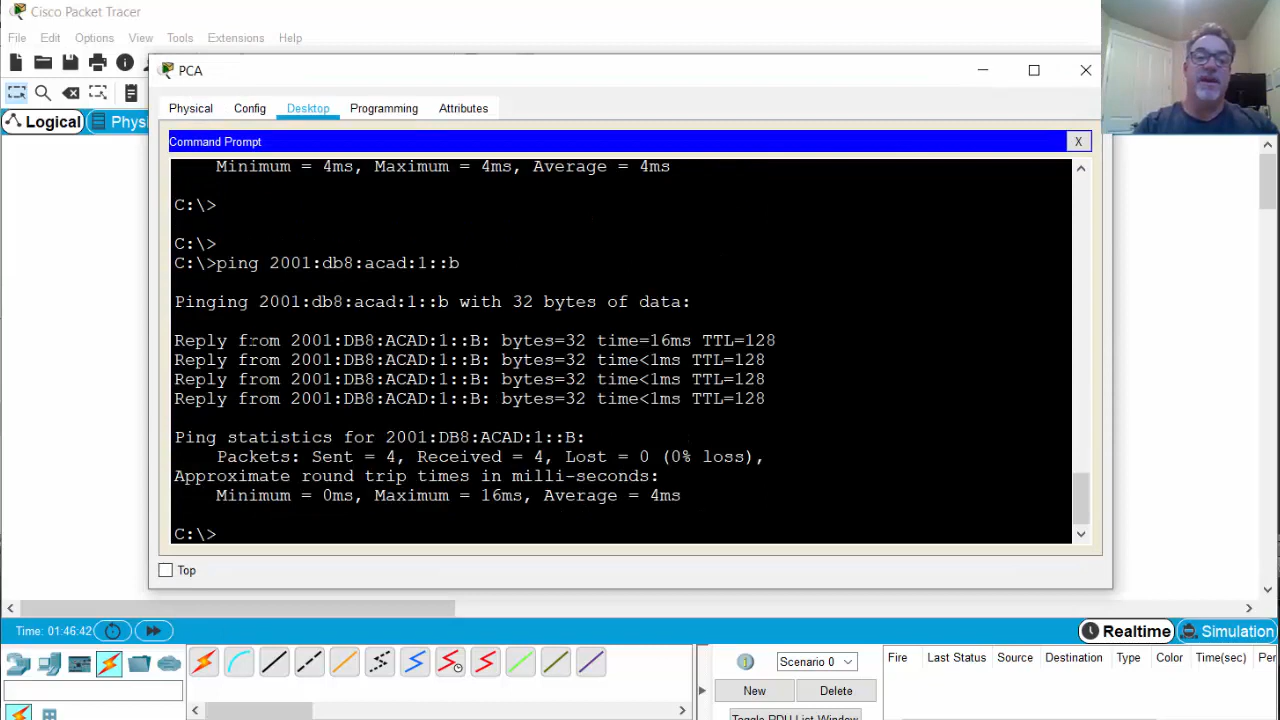 Cisco Packet Tracer
File Edit Options View Tools Extensions Help
PCA
Physical Config Desktop Programming Attributes
Logical
Command Prompt
X
Minimum = 4ms, Maximum = 4ms, Average = 4ms
C:\>
C:\>
C:\>ping 2001:db8:acad:1::b
Pinging 2001:db8:acad:1::b with 32 bytes of data:
Reply from 2001:DB8:ACAD:1::B: bytes=32 time=16ms TTL=128
Reply from 2001:DB8:ACAD:1::B: bytes=32 time<1ms TTL=128
Reply from 2001:DB8:ACAD:1::B: bytes=32 time<1ms TTL=128
Reply from 2001:DB8:ACAD:1::B: bytes=32 time<1ms TTL=128
Ping statistics for 2001:DB8:ACAD:1::B:
Packets: Sent = 4, Received = 4, Lost = 0 (0% loss),
Approximate round trip times in milli-seconds:
Minimum = 0ms, Maximum = 16ms, Average = 4ms
C:\>
Top
Time: 01:46:42
Realtime Simulation
Scenario 0
Fire Last Status Source Destination Type Color Time(sec) Per
New Delete
Toggle PDU List Window